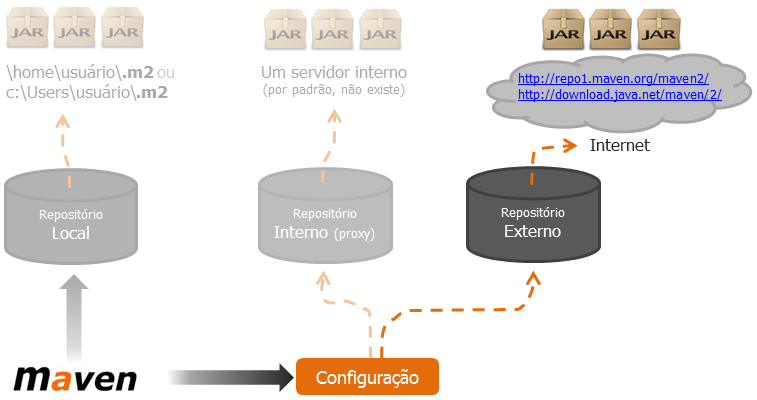 JAR JAR JAR
\home\usuário\.m2 ou
c:\Users\usuário\.m2
JAR JAR JAR
Um servidor interno
(por padrão, não existe)
JAR JAR JAR
http://repo1.maven.org/maven2/
http://download.java.net/maven/2/
Internet
Repositório
Local
Repositório
Interno (proxy)
Repositório
Externo
maven
Configuração